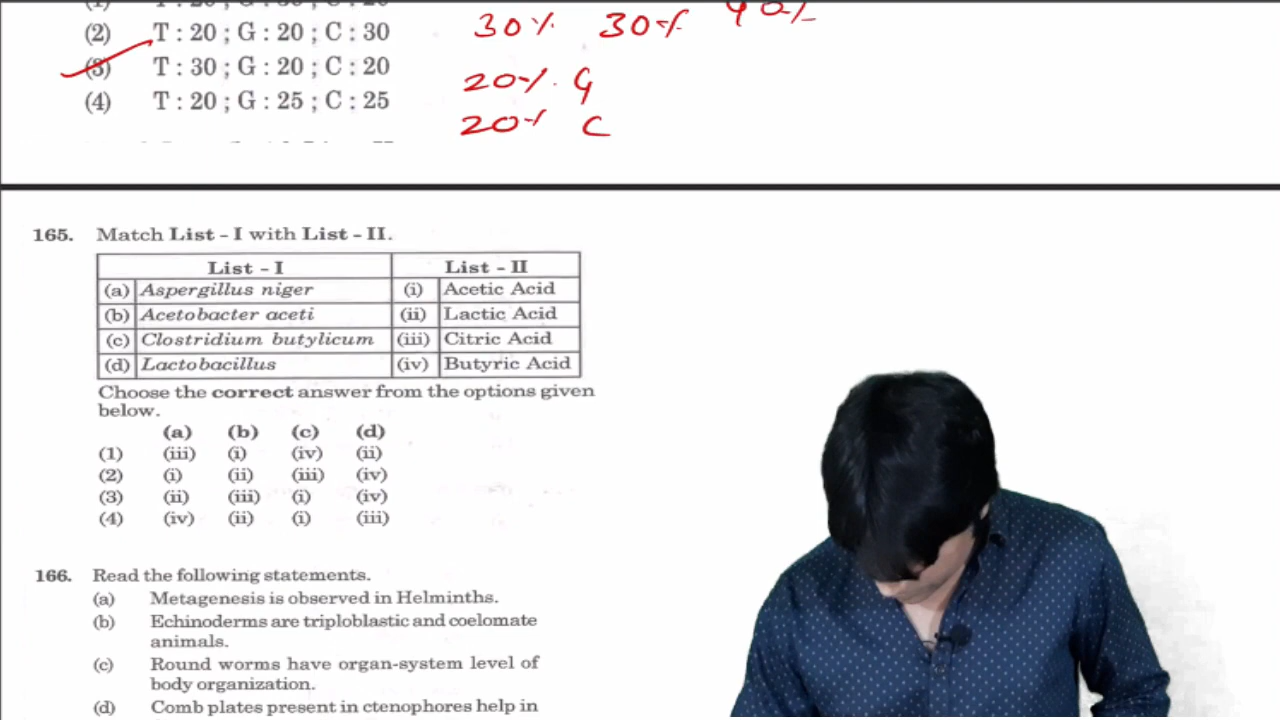 (2) T : 20 ; G : 20 ; C : 30
(3) T : 30 ; G : 20 ; C : 20
(4) T : 20 ; G : 25 ; C : 25
30% 30% 40%
20% G
20% C
165. Match List - I with List - II.
List - I List - II
(a) Aspergillus niger (i) Acetic Acid
(b) Acetobacter aceti (ii) Lactic Acid
(c) Clostridium butylicum (iii) Citric Acid
(d) Lactobacillus (iv) Butyric Acid
Choose the correct answer from the options given
below.
(a) (b) (c) (d)
(1) (iii) (i) (iv) (ii)
(2) (i) (ii) (iii) (iv)
(3) (ii) (iii) (i) (iv)
(4) (iv) (ii) (i) (iii)
166. Read the following statements.
(a) Metagenesis is observed in Helminths.
(b) Echinoderms are triploblastic and coelomate
animals.
(c) Round worms have organ-system level of
body organization.
(d) Comb plates present in ctenophores help in